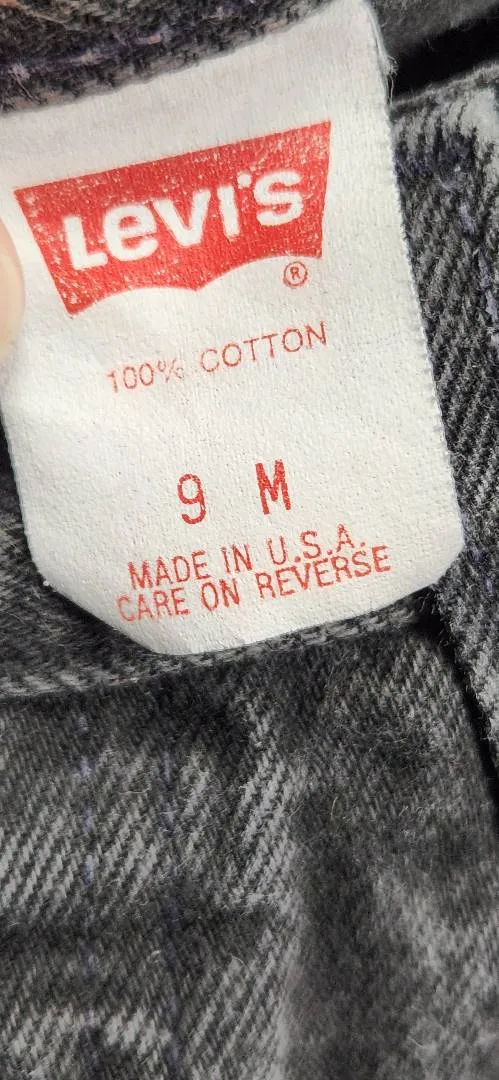 Levi's
®
100% COTTON
9 M
MADE IN U.S.A.
CARE ON REVERSE